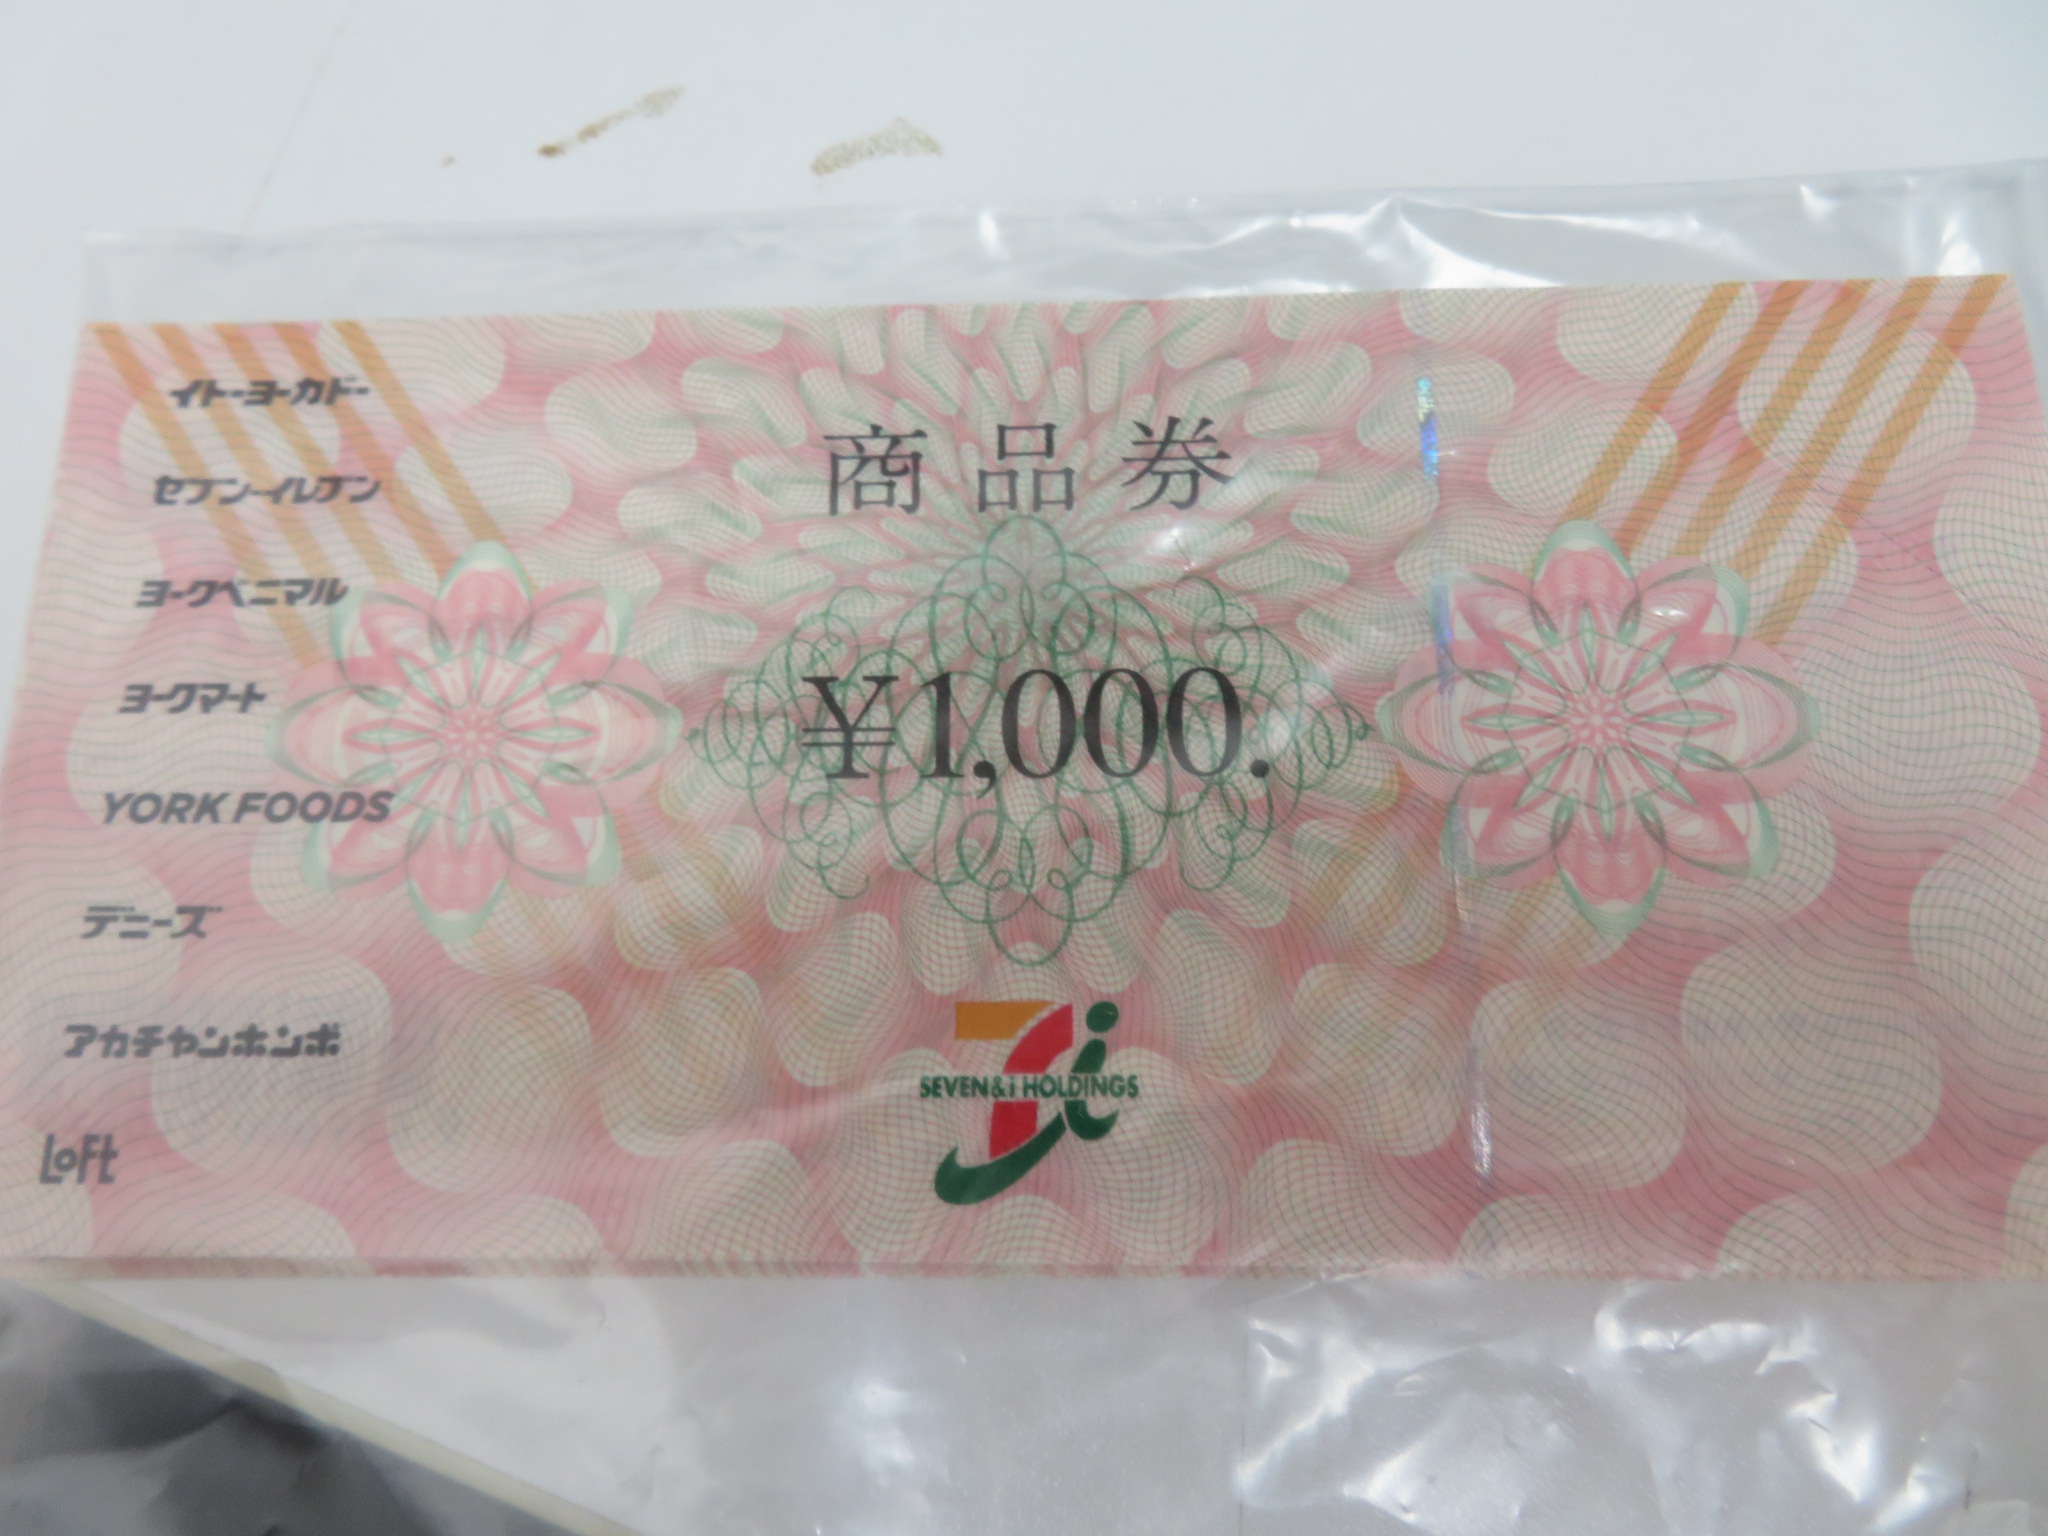 イトーヨーカドー
セブン-イレブン
ヨークベニマル
ヨークマート
YORK FOODS
デニーズ
アカチャンホンポ
LOFt
商品券
¥1,000.
SEVEN&i HOLDINGS